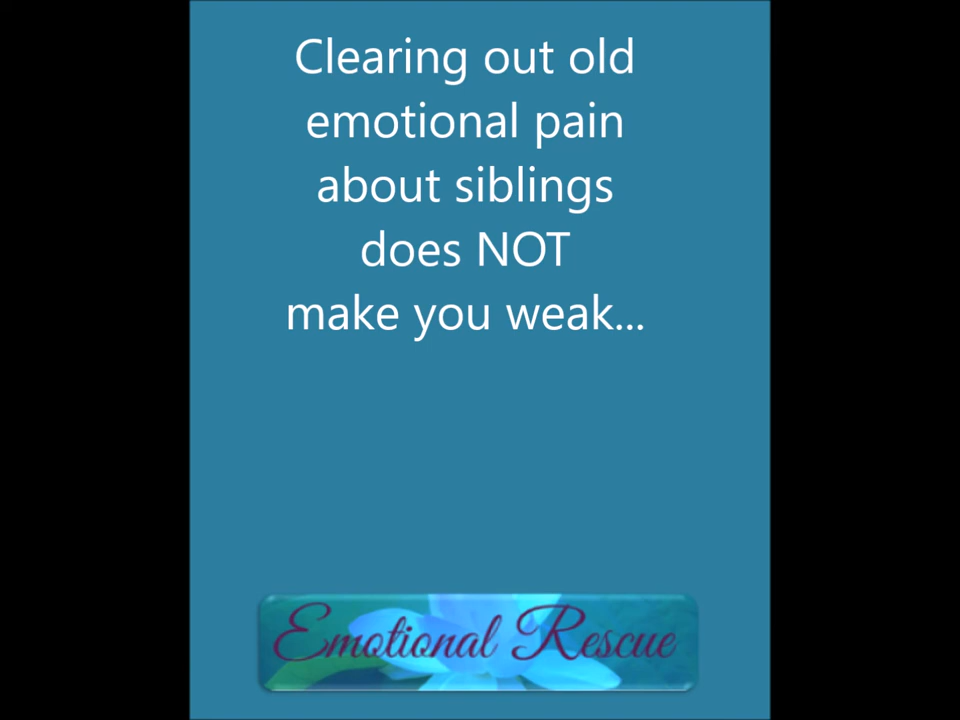 Clearing out old
emotional pain
about siblings
does NOT
make you weak...
Emotional Rescue